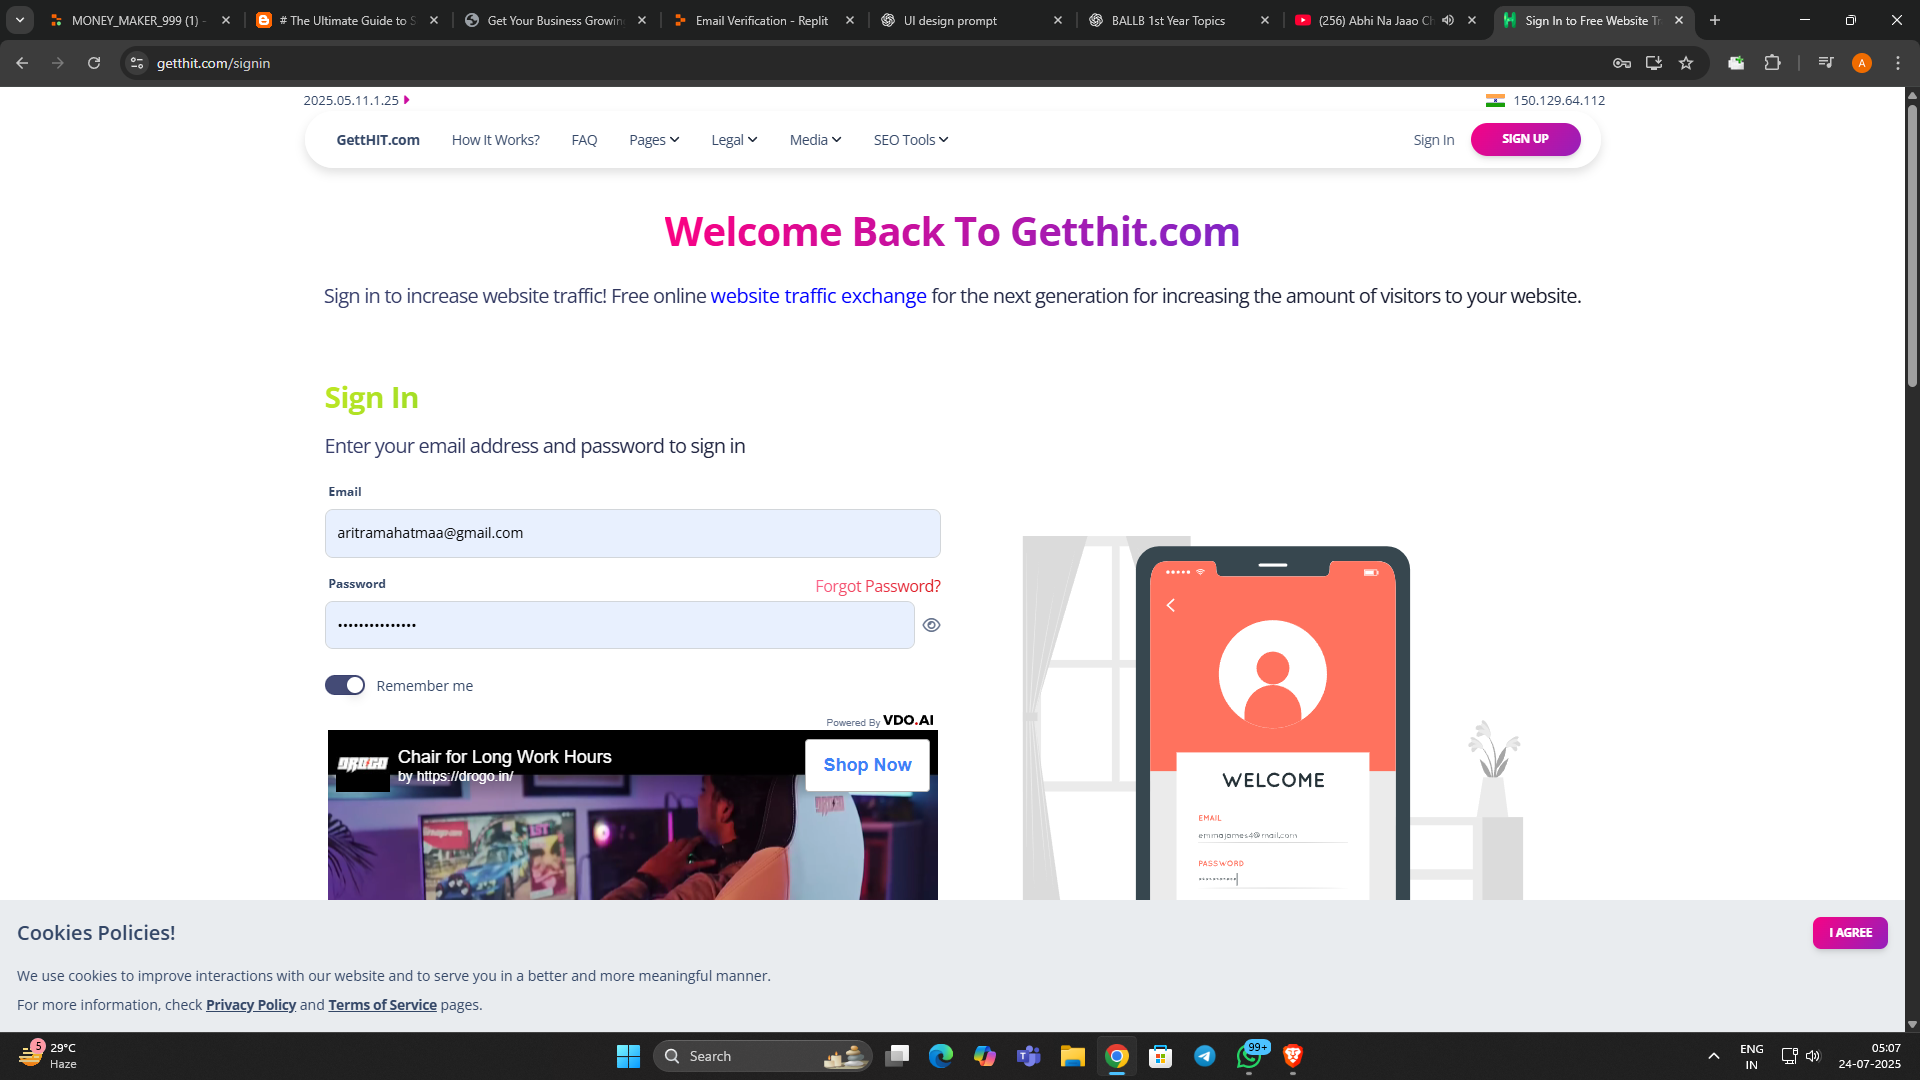 MONEY_MAKER_999 (1) -
# The Ultimate Guide to S
Get Your Business Growin
Email Verification - Replit
UI design prompt
BALLB 1st Year Topics
(256) Abhi Na Jaao Ch
Sign In to Free Website Tr
getthit.com/signin
A
2025.05.11.1.25
150.129.64.112
GettHIT.com
How It Works?
FAQ
Pages
Legal
Media
SEO Tools
Sign In
SIGN UP
Welcome Back To Getthit.com
Sign in to increase website traffic! Free online website traffic exchange for the next generation for increasing the amount of visitors to your website.
Sign In
Enter your email address and password to sign in
Email
aritramahatmaa@gmail.com
Password
Forgot Password?
•••••••••••••••
Remember me
Powered By VDO.AI
DROGO
Chair for Long Work Hours
by https://drogo.in/
Shop Now
WELCOME
EMAIL
emmajames4@mail.com
PASSWORD
Cookies Policies!
I AGREE
We use cookies to improve interactions with our website and to serve you in a better and more meaningful manner.
For more information, check Privacy Policy and Terms of Service pages.
5
29°C
Haze
Search
99+
ENG
IN
05:07
24-07-2025